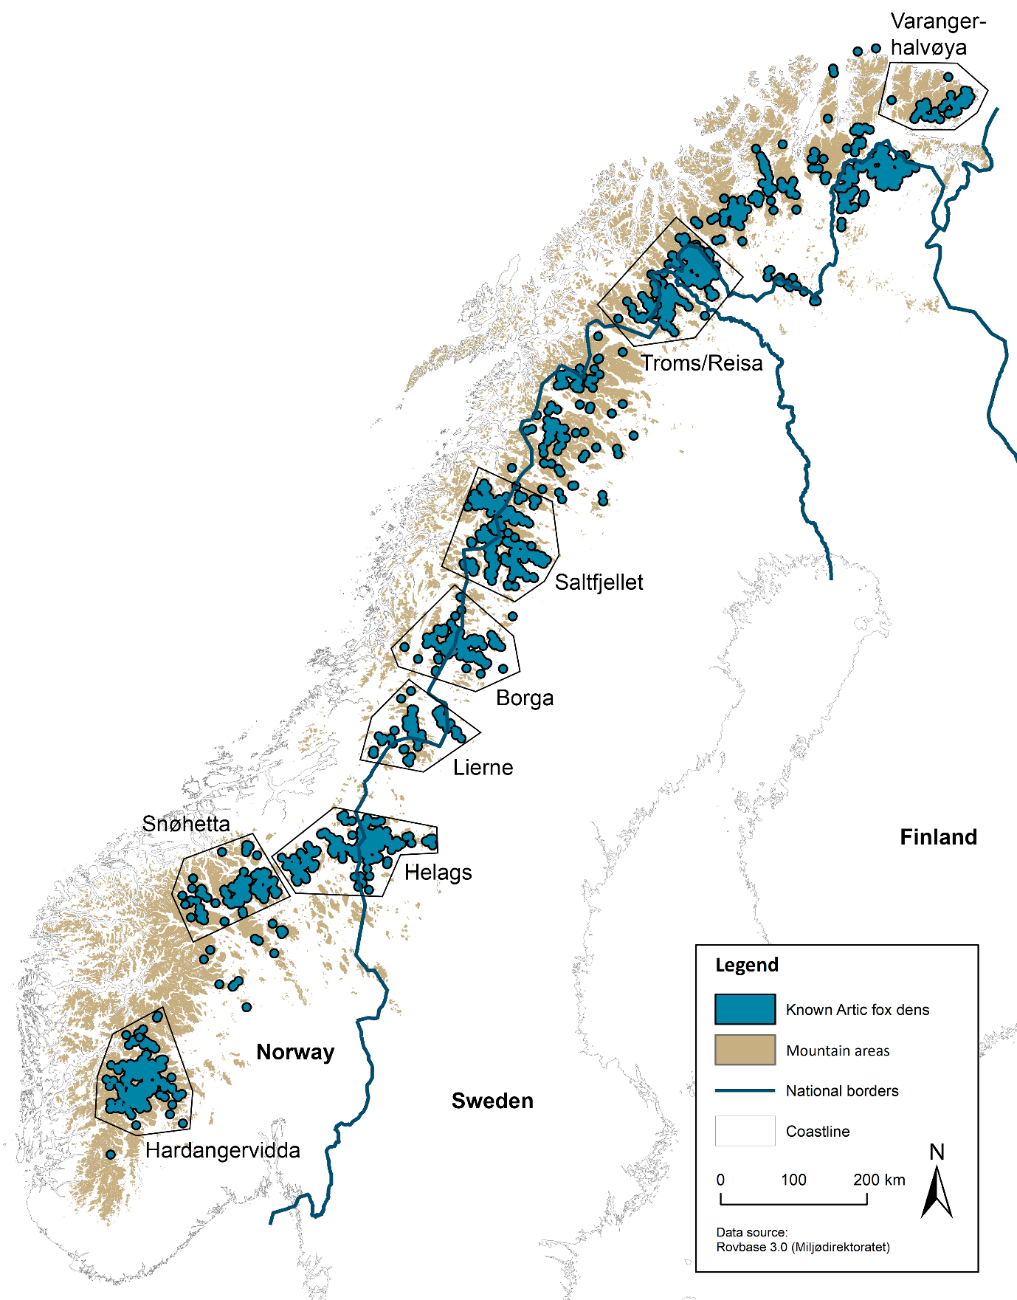 Varanger-
halvøya
Troms/Reisa
Saltfjellet
Borga
Lierne
Snøhetta
Helags
Finland
Norway
Sweden
Hardangervidda
Legend
Known Artic fox dens
Mountain areas
National borders
Coastline
N
0 100 200 km
Data source:
Rovbase 3.0 (Miljødirektoratet)